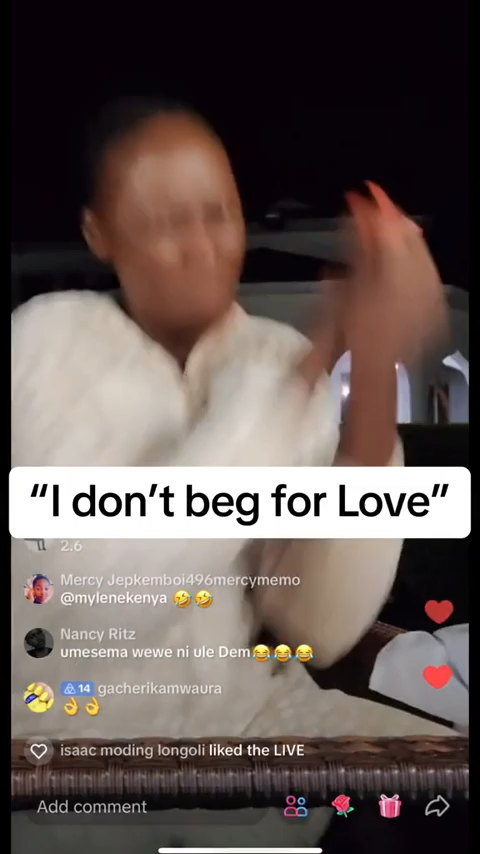 “I don’t beg for Love”
2.6
Mercy Jepkemboi496mercymemo
@mylenekenya 🤣🤣
Nancy Ritz
umesema wewe ni ule Dem😂😂😂
14 gacherikamwaura
👌👌
isaac moding longoli liked the LIVE
Add comment